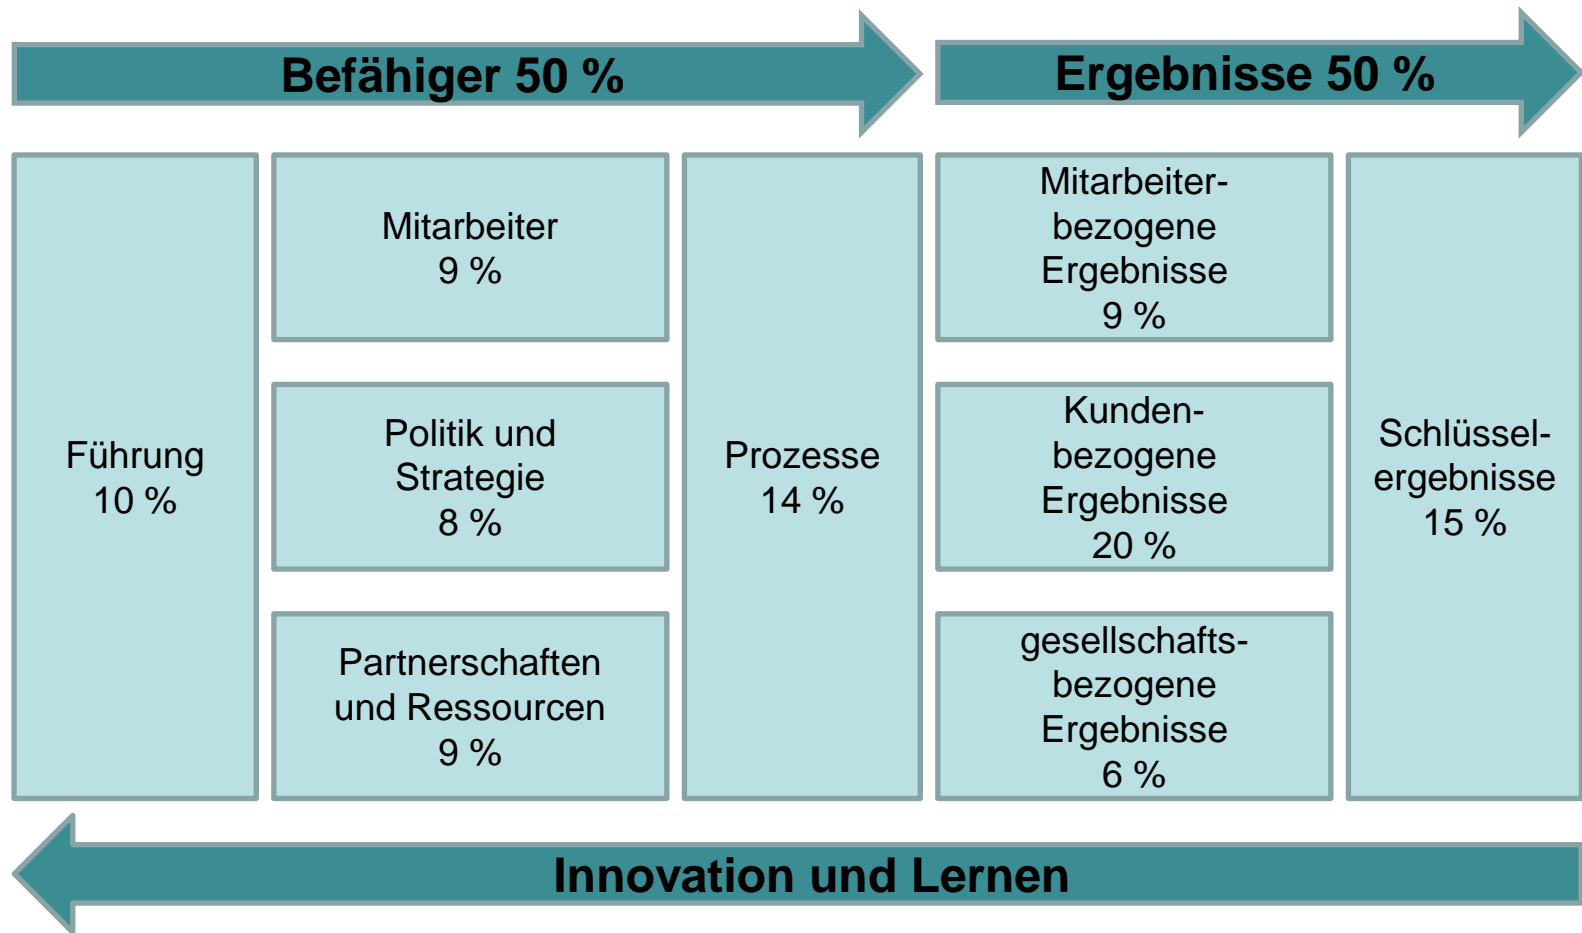 Befähiger 50 %
Ergebnisse 50 %
Führung
10 %
Mitarbeiter
9 %
Politik und
Strategie
8 %
Partnerschaften
und Ressourcen
9 %
Prozesse
14 %
Mitarbeiter-
bezogene
Ergebnisse
9 %
Kunden-
bezogene
Ergebnisse
20 %
gesellschafts-
bezogene
Ergebnisse
6 %
Schlüssel-
ergebnisse
15 %
Innovation und Lernen